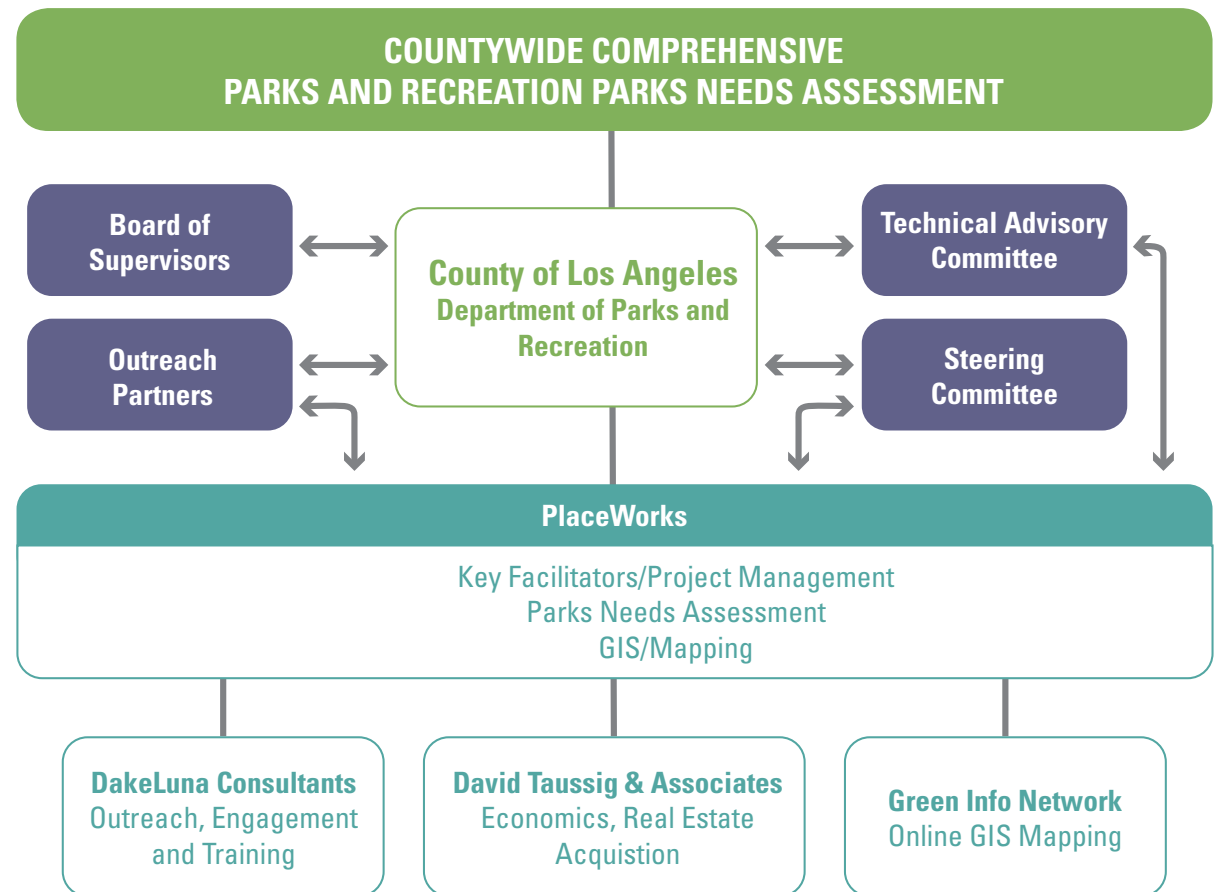 COUNTYWIDE COMPREHENSIVE
PARKS AND RECREATION PARKS NEEDS ASSESSMENT
Board of
Supervisors
County of Los Angeles
Department of Parks and
Recreation
Technical Advisory
Committee
Outreach
Partners
Steering
Committee
PlaceWorks
Key Facilitators/Project Management
Parks Needs Assessment
GIS/Mapping
DakeLuna Consultants
Outreach, Engagement
and Training
David Taussig & Associates
Economics, Real Estate
Acquistion
Green Info Network
Online GIS Mapping